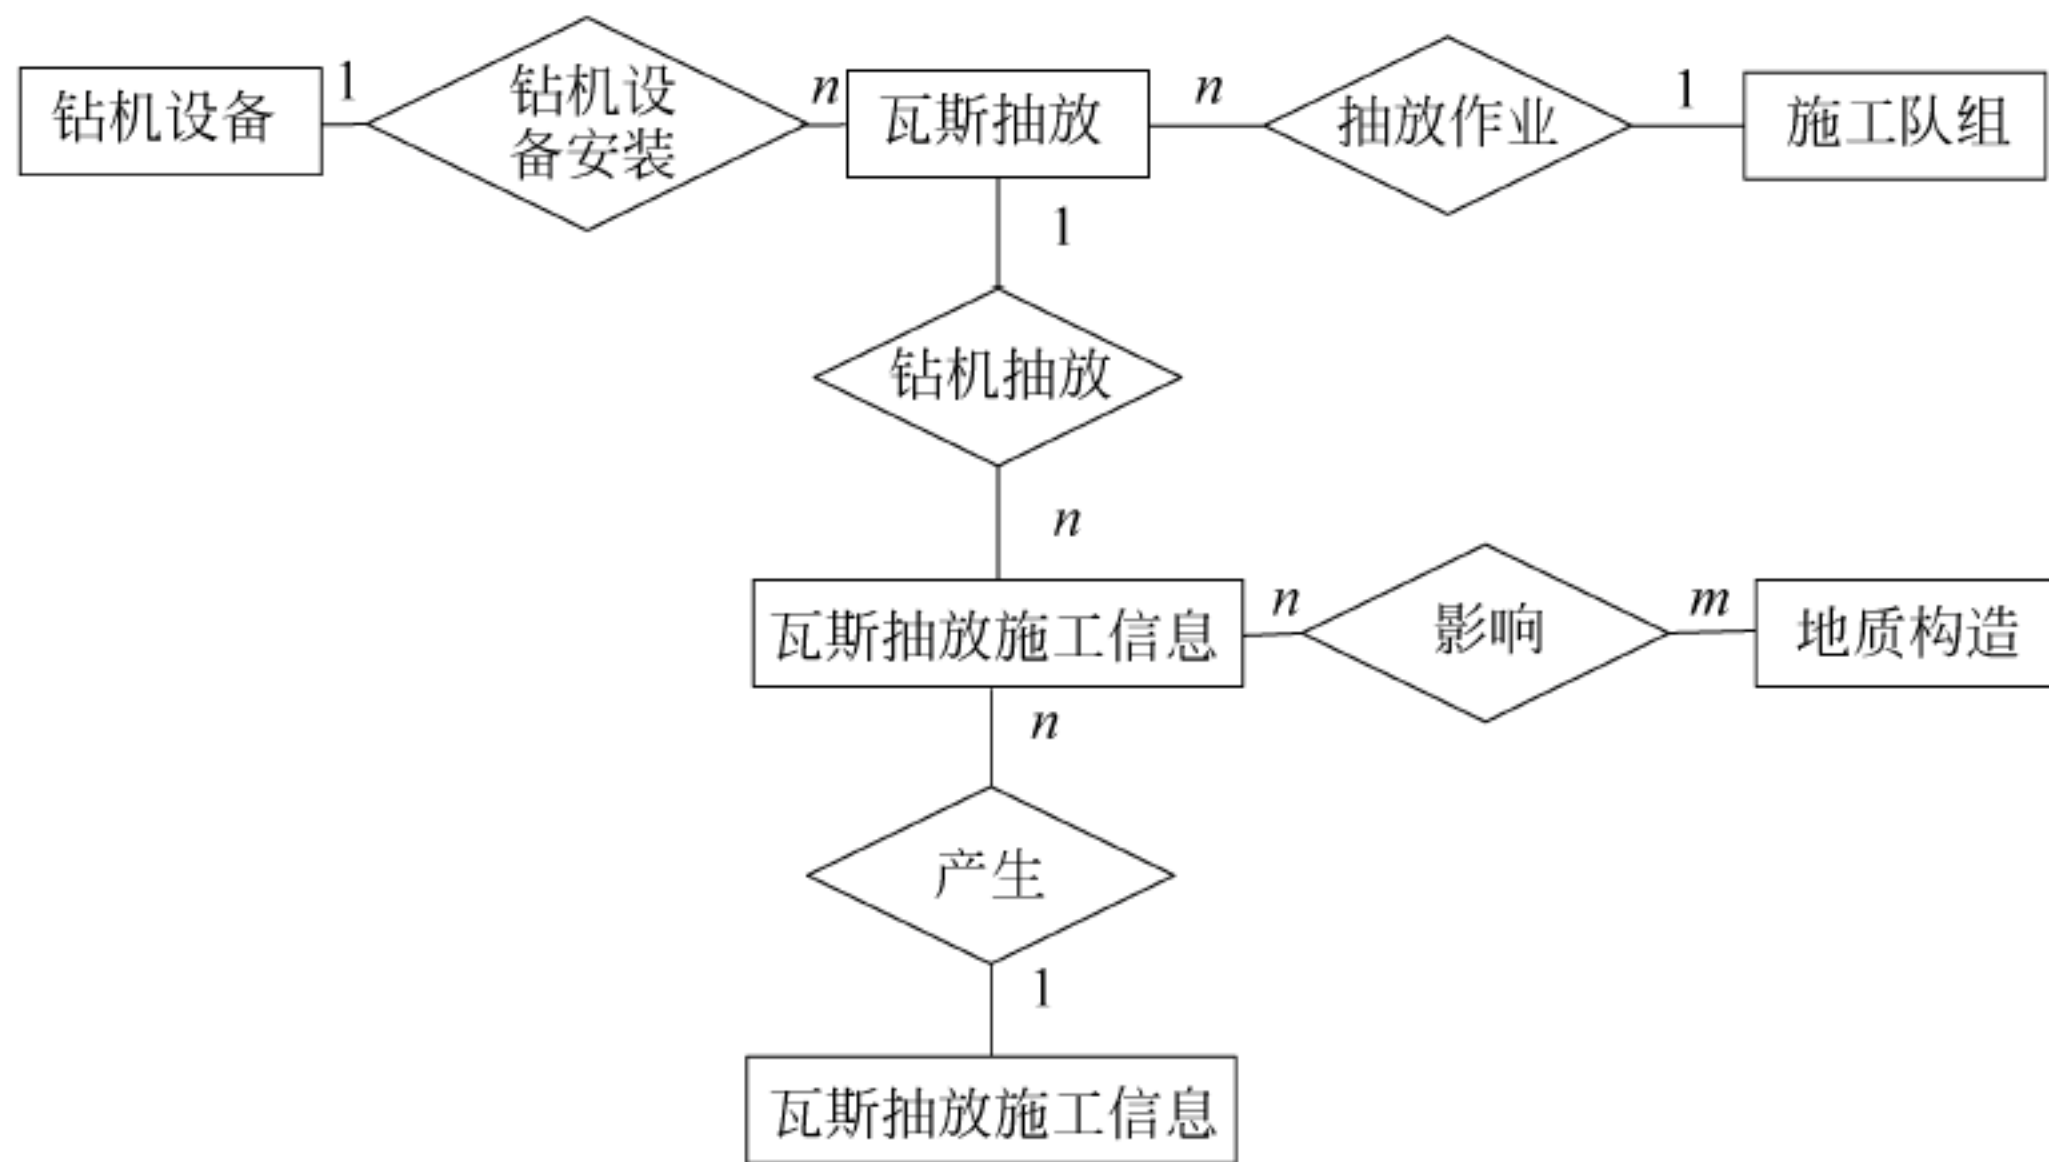 钻机设备
1
钻机设
备安装
n
瓦斯抽放
n
抽放作业
1
施工队组
1
钻机抽放
n
瓦斯抽放施工信息
n
影响
m
地质构造
n
产生
1
瓦斯抽放施工信息